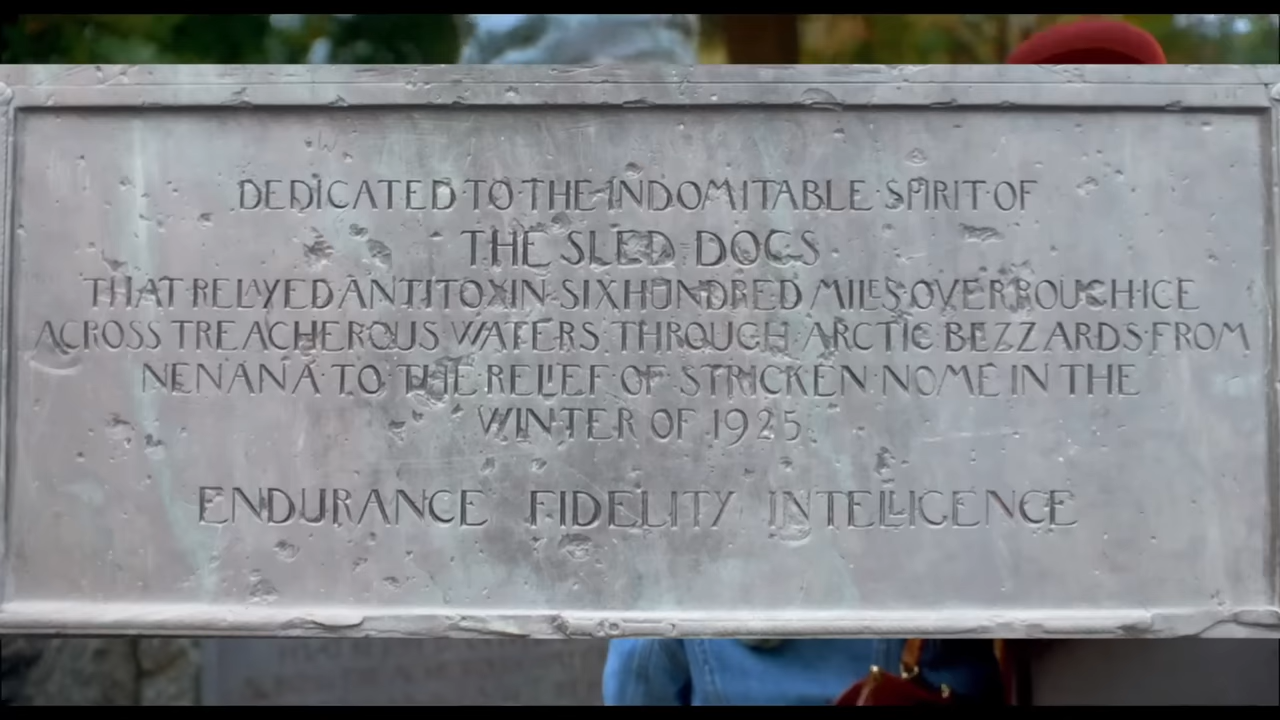 DEDICATED·TO·THE·INDOMITABLE·SPIRIT·OF
THE SLED DOGS
THAT·RELAYED ANTITOXIN·SIX HUNDRED MILES·OVER ROUGH ICE
ACROSS TREACHEROUS WATERS·THROUGH·ARCTIC BEZZARDS·FROM
NENANA·TO·THE RELIEF OF STRICKEN·NOME IN THE
WINTER OF 1925·
ENDURANCE FIDELITY INTELLIGENCE